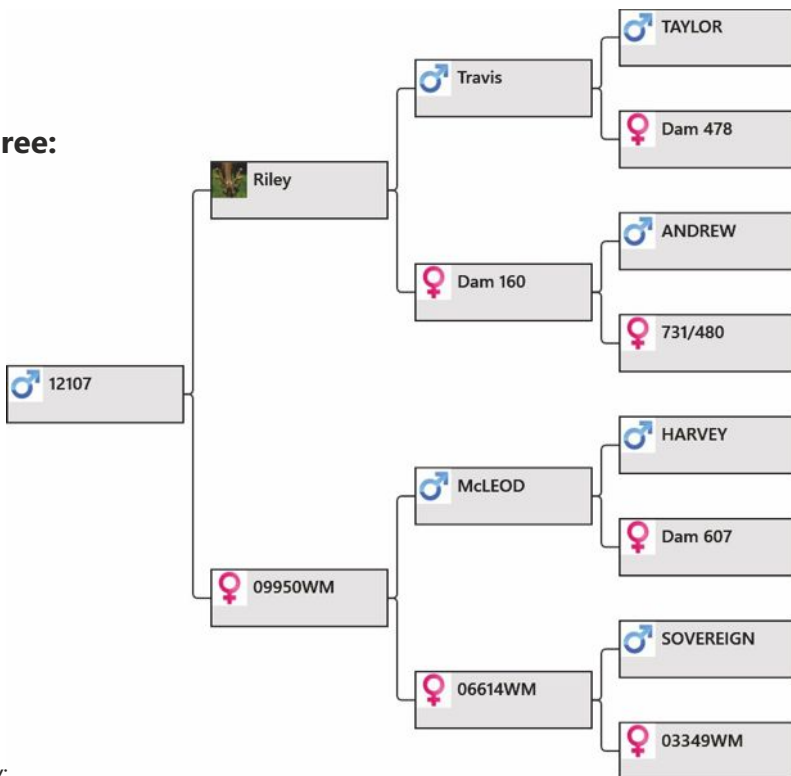 ree:
TAYLOR
Travis
Dam 478
Riley
ANDREW
Dam 160
731/480
12107
HARVEY
McLEOD
Dam 607
09950WM
SOVEREIGN
06614WM
03349WM